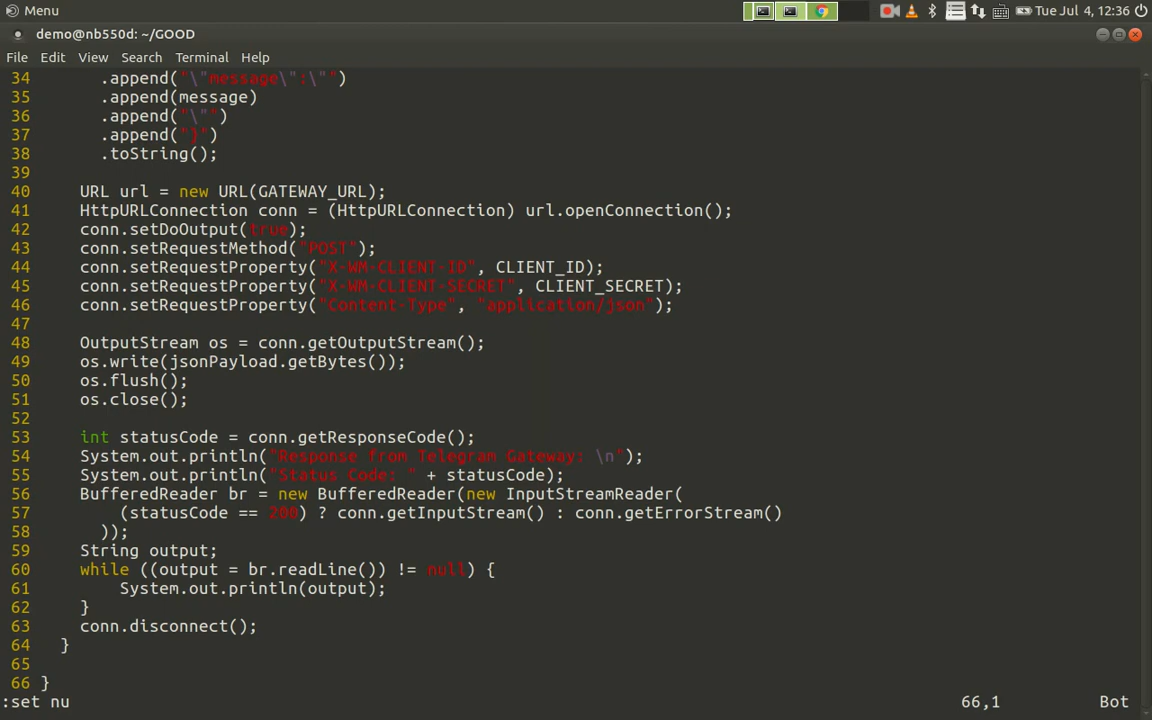 Menu Tue Jul 4, 12:36
demo@nb550d: ~/GOOD
File Edit View Search Terminal Help
34 .append("\"message\":\"")
35 .append(message)
36 .append("\"")
37 .append("}")
38 .toString();
39
40 URL url = new URL(GATEWAY_URL);
41 HttpURLConnection conn = (HttpURLConnection) url.openConnection();
42 conn.setDoOutput(true);
43 conn.setRequestMethod("POST");
44 conn.setRequestProperty("X-WM-CLIENT-ID", CLIENT_ID);
45 conn.setRequestProperty("X-WM-CLIENT-SECRET", CLIENT_SECRET);
46 conn.setRequestProperty("Content-Type", "application/json");
47
48 OutputStream os = conn.getOutputStream();
49 os.write(jsonPayload.getBytes());
50 os.flush();
51 os.close();
52
53 int statusCode = conn.getResponseCode();
54 System.out.println("Response from Telegram Gateway: \n");
55 System.out.println("Status Code: " + statusCode);
56 BufferedReader br = new BufferedReader(new InputStreamReader(
57 (statusCode == 200) ? conn.getInputStream() : conn.getErrorStream()
58 ));
59 String output;
60 while ((output = br.readLine()) != null) {
61 System.out.println(output);
62 }
63 conn.disconnect();
64 }
65
66 }
:set nu 66,1 Bot